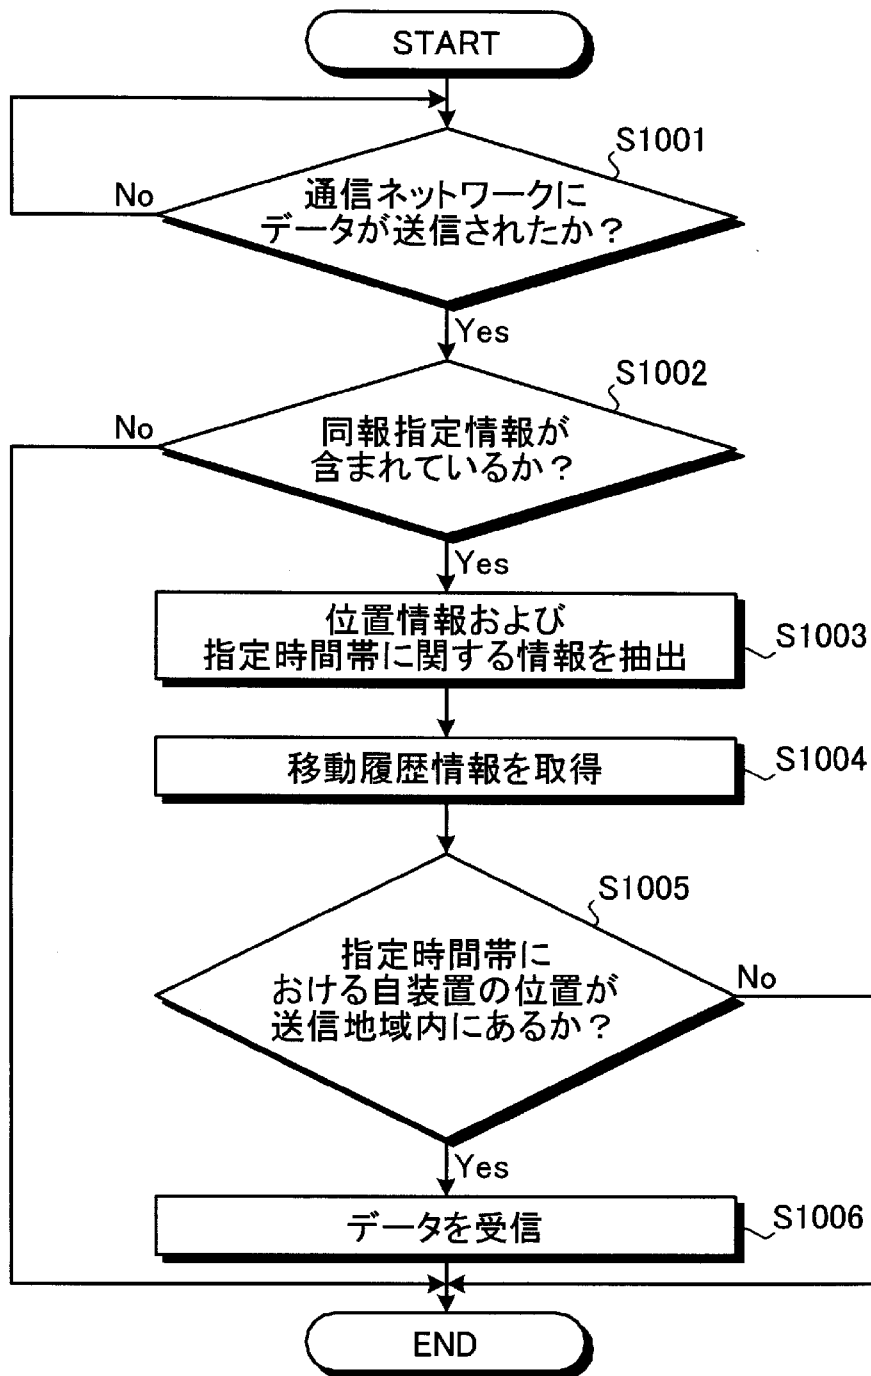 START
S1001
No
通信ネットワークに
データが送信されたか？
Yes
S1002
No
同報指定情報が
含まれているか？
Yes
位置情報および
指定時間帯に関する情報を抽出
S1003
移動履歴情報を取得
S1004
S1005
指定時間帯に
おける自装置の位置が
送信地域内にあるか？
No
Yes
データを受信
S1006
END